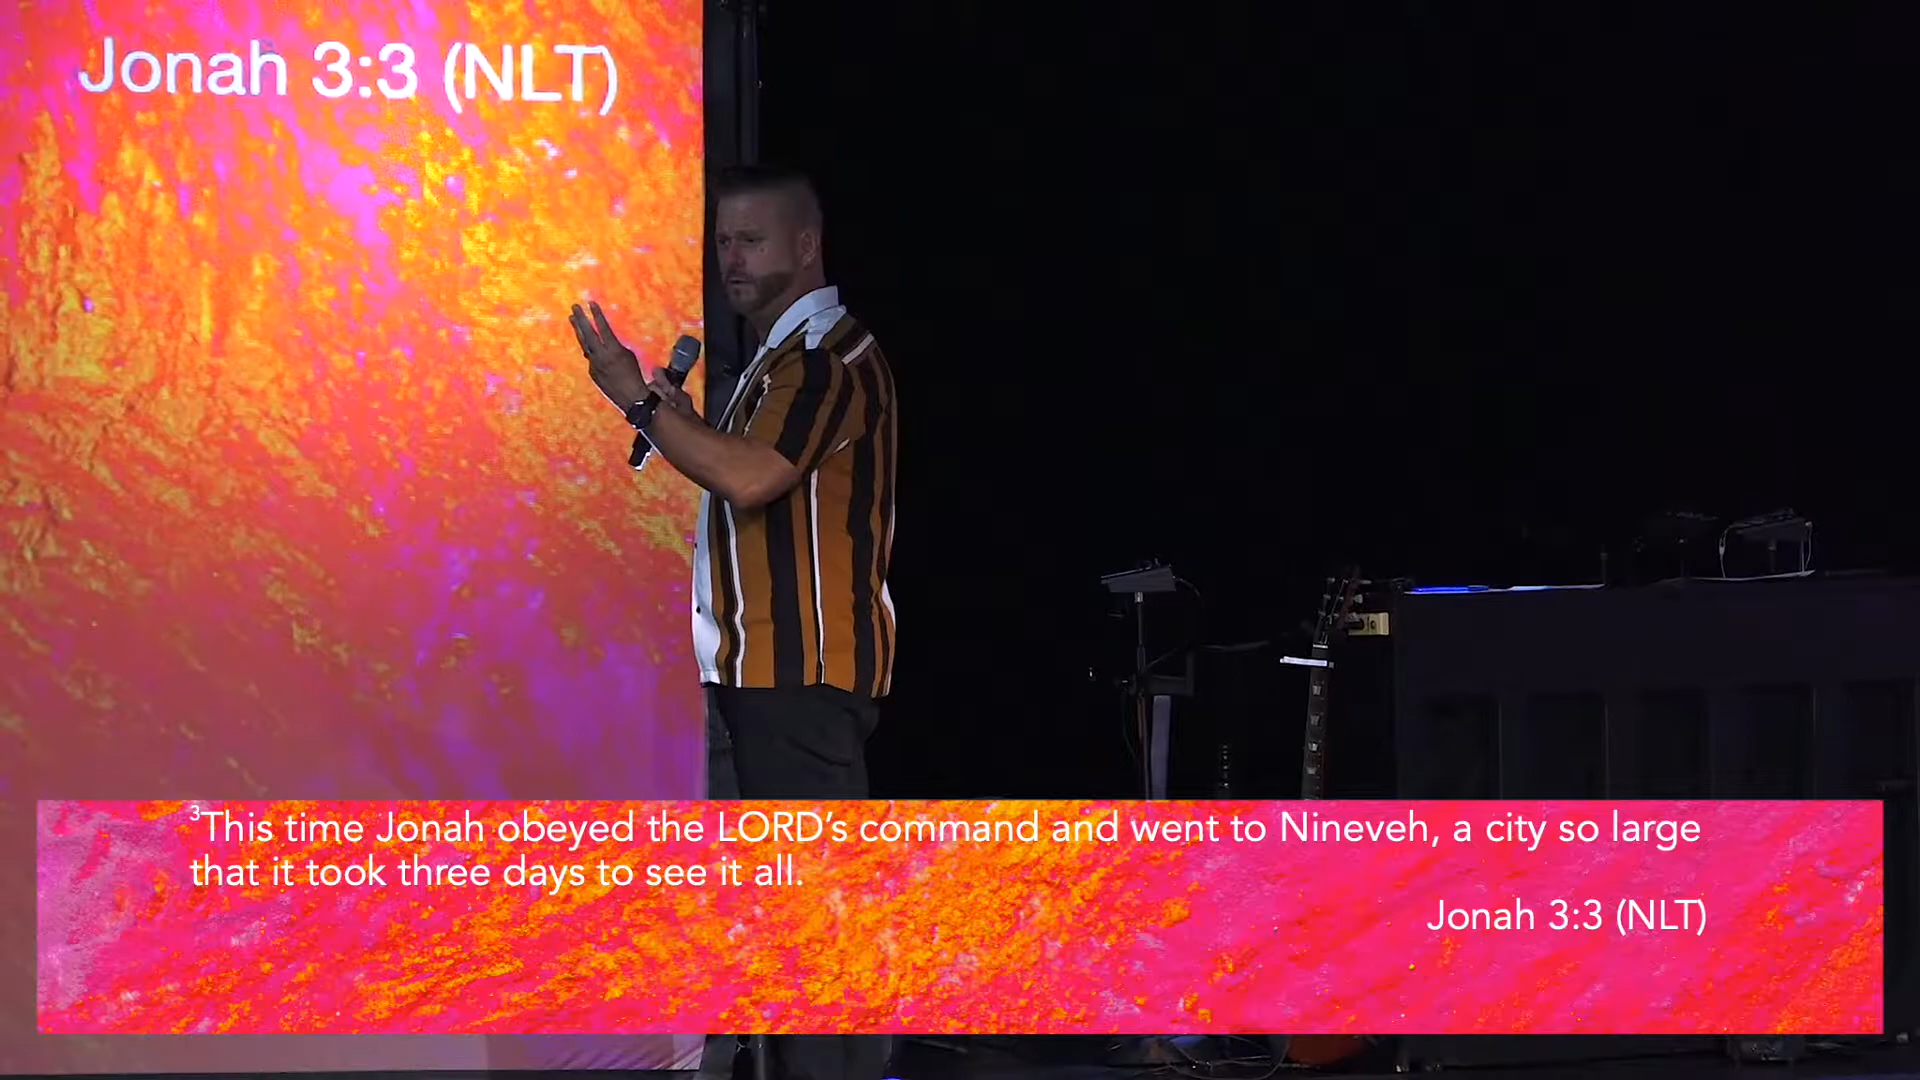 Jonah 3:3 (NLT)
³This time Jonah obeyed the LORD’s command and went to Nineveh, a city so large
that it took three days to see it all.
Jonah 3:3 (NLT)